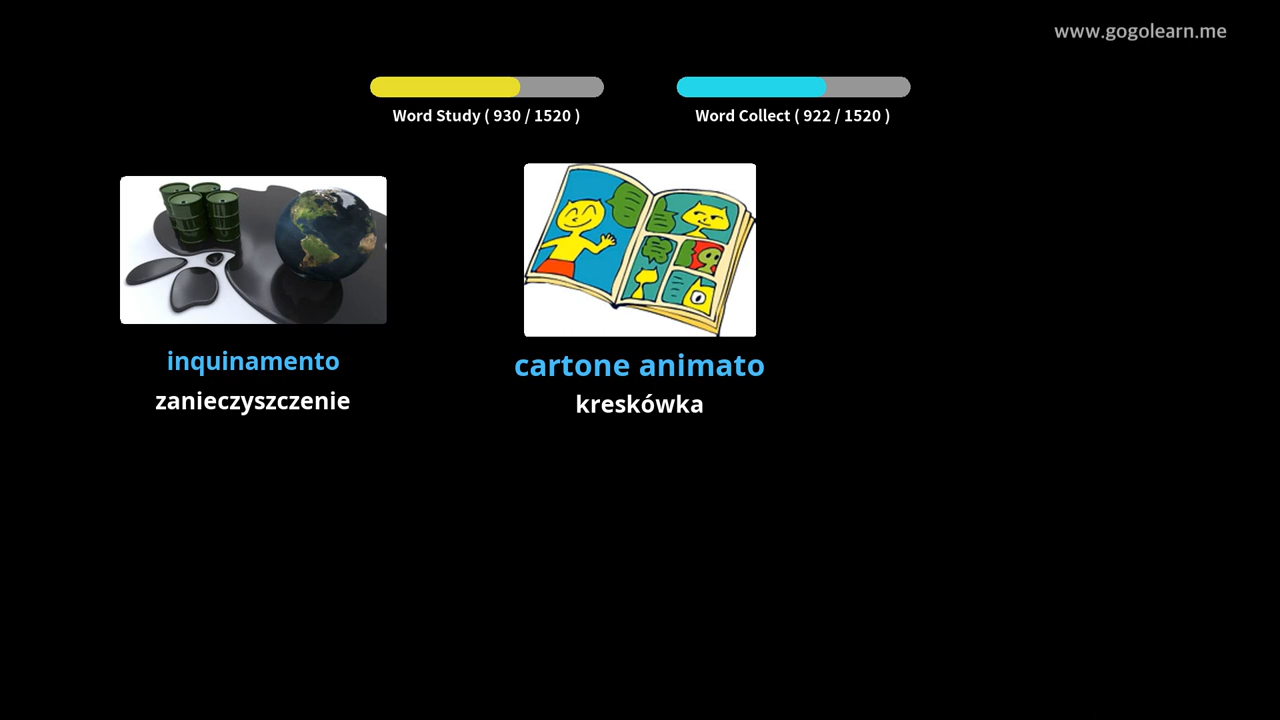 www.gogolearn.me
Word Study ( 930 / 1520 )
Word Collect ( 922 / 1520 )
inquinamento
zanieczyszczenie
cartone animato
kreskówka